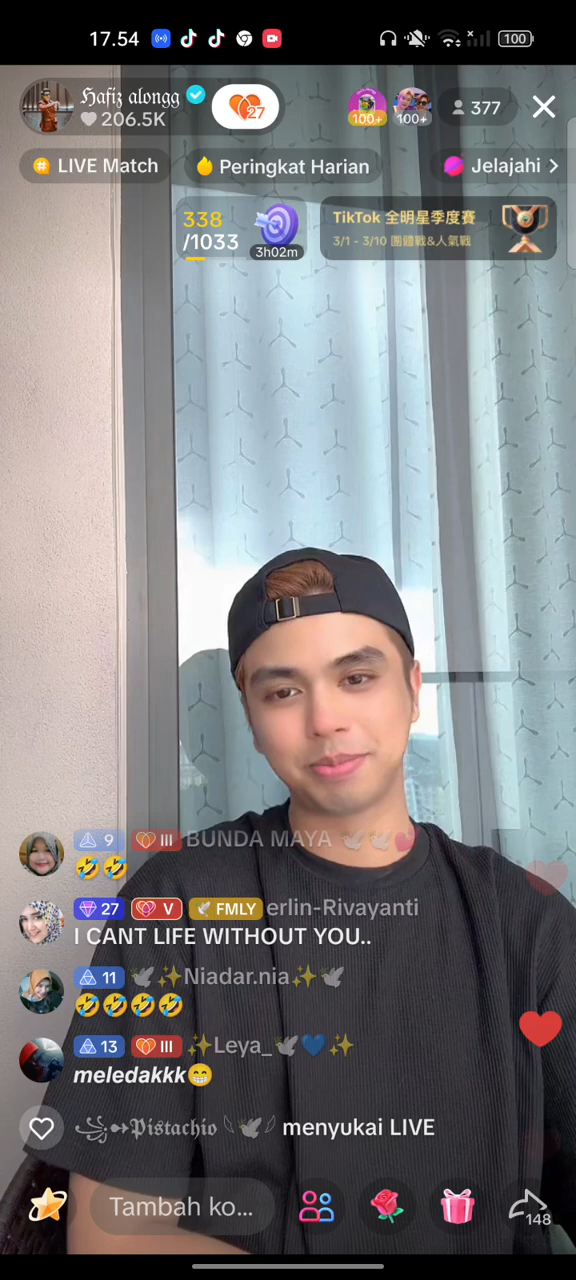 17.54
100
ℌafiz alongg
206.5K
27
100+
100+
377
LIVE Match
Peringkat Harian
Jelajahi
338
/1033
3h02m
TikTok 全明星季度賽
3/1 - 3/10 團體戰&人氣戰
9 III BUNDA MAYA 🕊️🕊️💕
🤣🤣
27 V FMLY erlin-Rivayanti
I CANT LIFE WITHOUT YOU..
11 🕊️✨Niadar.nia✨🕊️
🤣🤣🤣🤣
13 III ✨Leya_🕊️💙✨
meledakkk😁
꧁➻𝔓𝔦𝔰𝔱𝔞𝔠𝔥𝔦𝔬 🕊️ menyukai LIVE
Tambah ko...
148